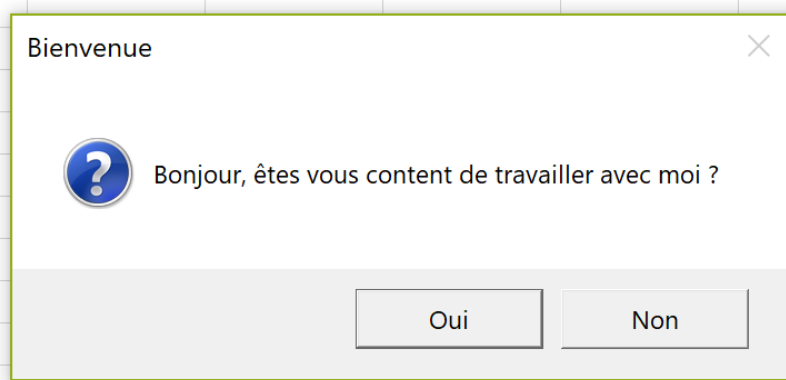 Bienvenue
Bonjour, êtes vous content de travailler avec moi ?
Oui Non